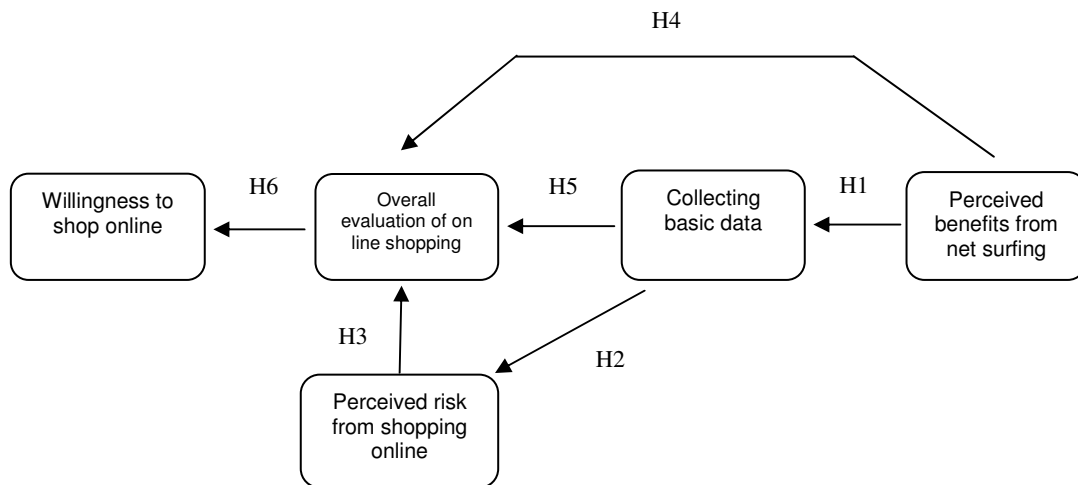 H4
Willingness to
shop online
H6
Overall
evaluation of on
line shopping
H5
Collecting
basic data
H1
Perceived
benefits from
net surfing
H3
H2
Perceived risk
from shopping
online